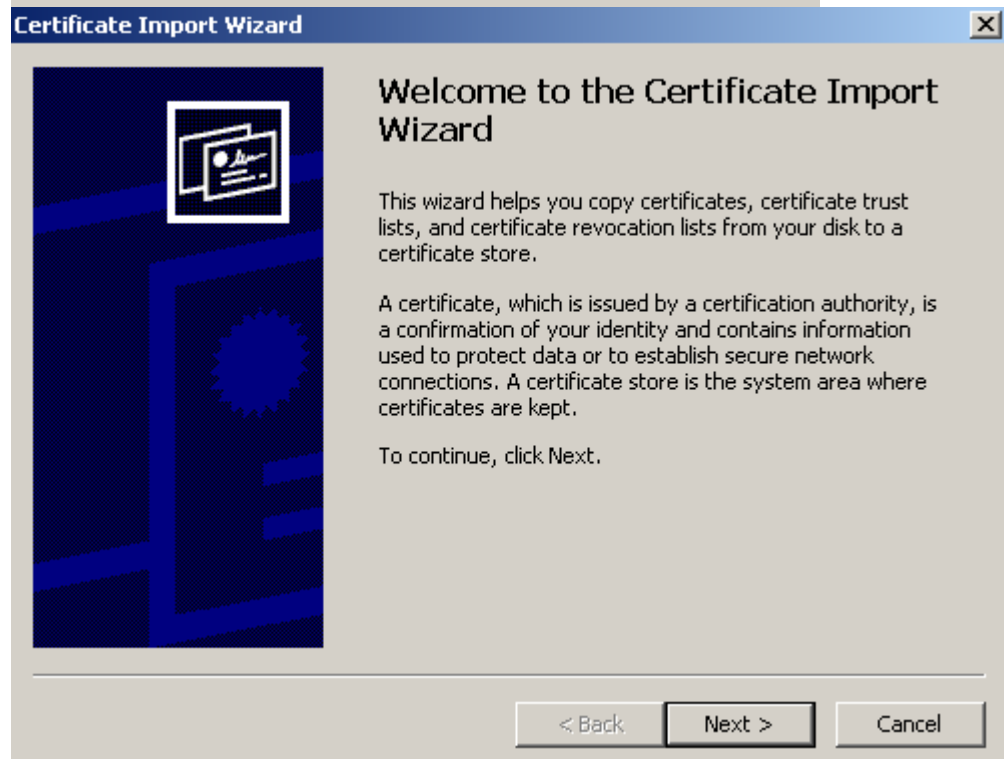 Certificate Import Wizard
Welcome to the Certificate Import
Wizard
This wizard helps you copy certificates, certificate trust
lists, and certificate revocation lists from your disk to a
certificate store.
A certificate, which is issued by a certification authority, is
a confirmation of your identity and contains information
used to protect data or to establish secure network
connections. A certificate store is the system area where
certificates are kept.
To continue, click Next.
< Back Next > Cancel